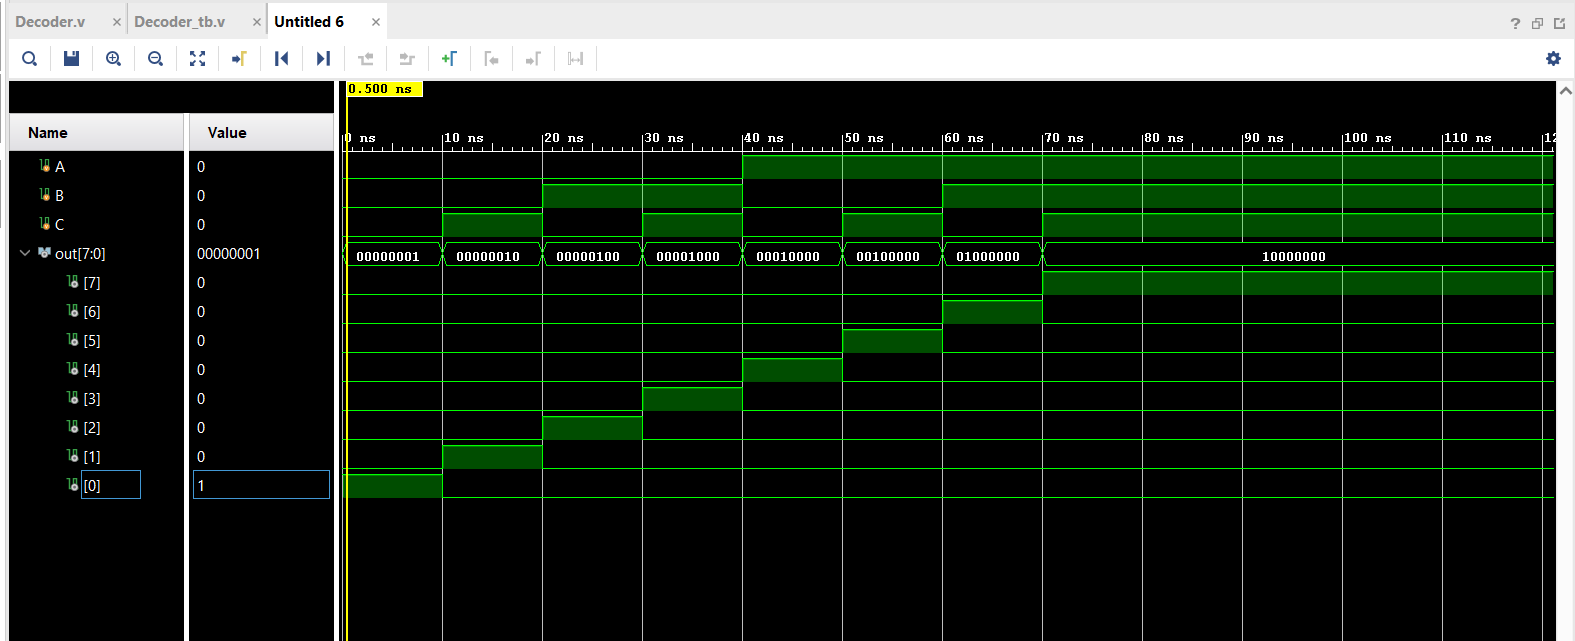 Decoder.v × Decoder_tb.v × Untitled 6 × ?
0.500 ns
Name Value
0 ns 10 ns 20 ns 30 ns 40 ns 50 ns 60 ns 70 ns 80 ns 90 ns 100 ns 110 ns 12
A 0
B 0
C 0
out[7:0] 00000001 00000001 00000010 00000100 00001000 00010000 00100000 01000000 10000000
[7] 0
[6] 0
[5] 0
[4] 0
[3] 0
[2] 0
[1] 0
[0] 1